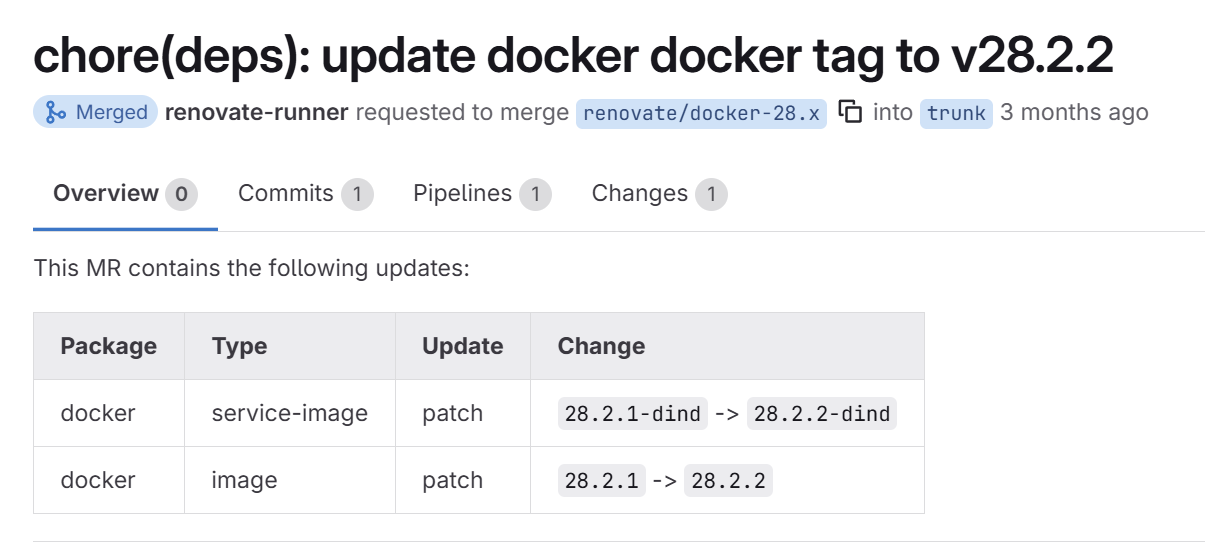 chore(deps): update docker docker tag to v28.2.2
Merged renovate-runner requested to merge renovate/docker-28.x into trunk 3 months ago
Overview 0 Commits 1 Pipelines 1 Changes 1
This MR contains the following updates:
Package Type Update Change
docker service-image patch 28.2.1-dind -> 28.2.2-dind
docker image patch 28.2.1 -> 28.2.2